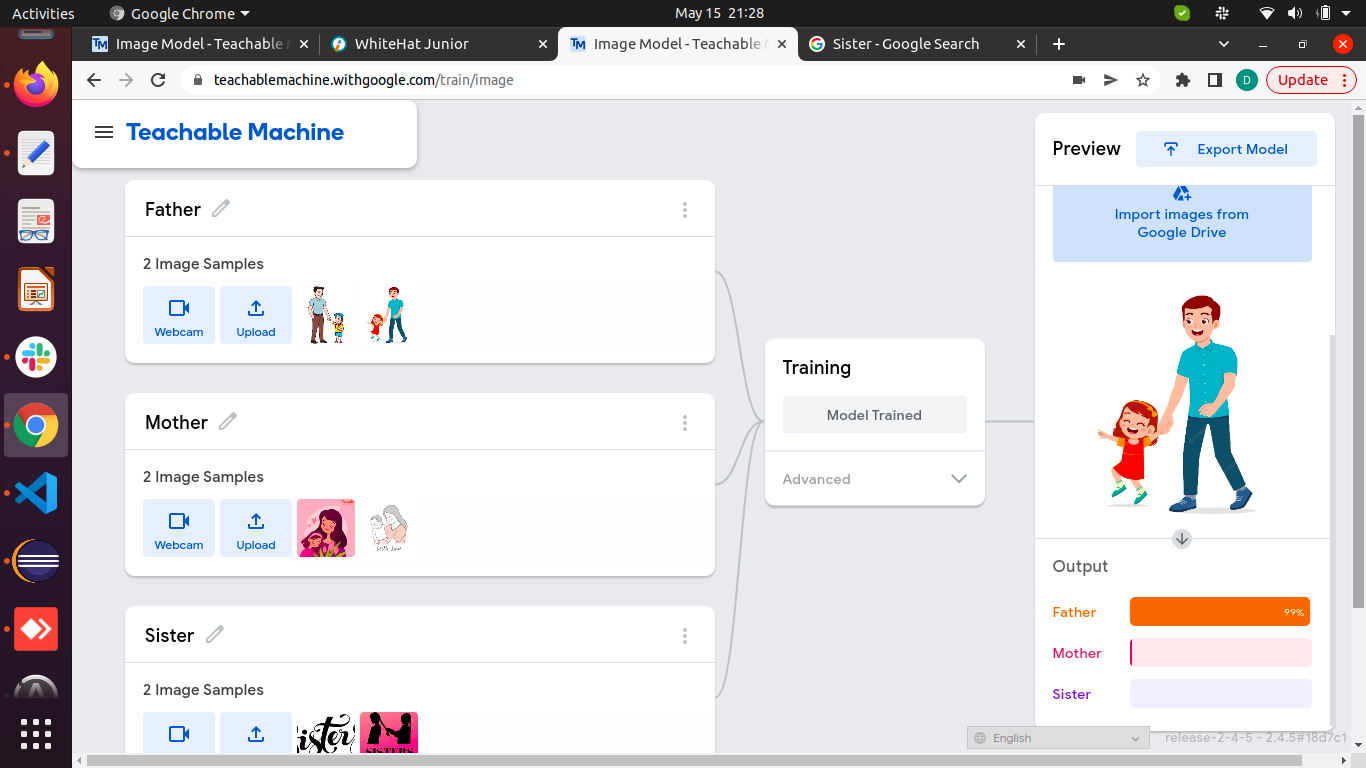 Activities
Google Chrome
May 15 21:28
Image Model - Teachable
WhiteHat Junior
Image Model - Teachable
Sister - Google Search
teachablemachine.withgoogle.com/train/image
D
Update
Teachable Machine
Preview
Export Model
Import images from
Google Drive
Father
2 Image Samples
Webcam
Upload
Mother
2 Image Samples
Webcam
Upload
Sister
2 Image Samples
sister
SISTERS
Training
Model Trained
Advanced
Output
Father
99%
Mother
Sister
English
release-2-4-5 - 2.4.5#18d7c1